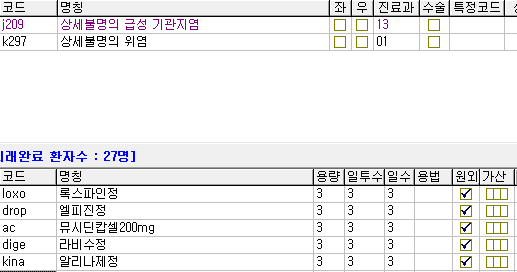 코드 명칭 좌 우 진료과 수술 특정코드
j209 상세불명의 급성 기관지염 13
k297 상세불명의 위염 01
래완료 환자수 : 27명]
코드 명칭 용량 일투수 일수 용법 원외 가산
loxo 록스파인정 3 3 3
drop 엘피진정 3 3 3
ac 뮤시딘캅셀200mg 3 3 3
dige 라비수정 3 3 3
kina 알리나제정 3 3 3